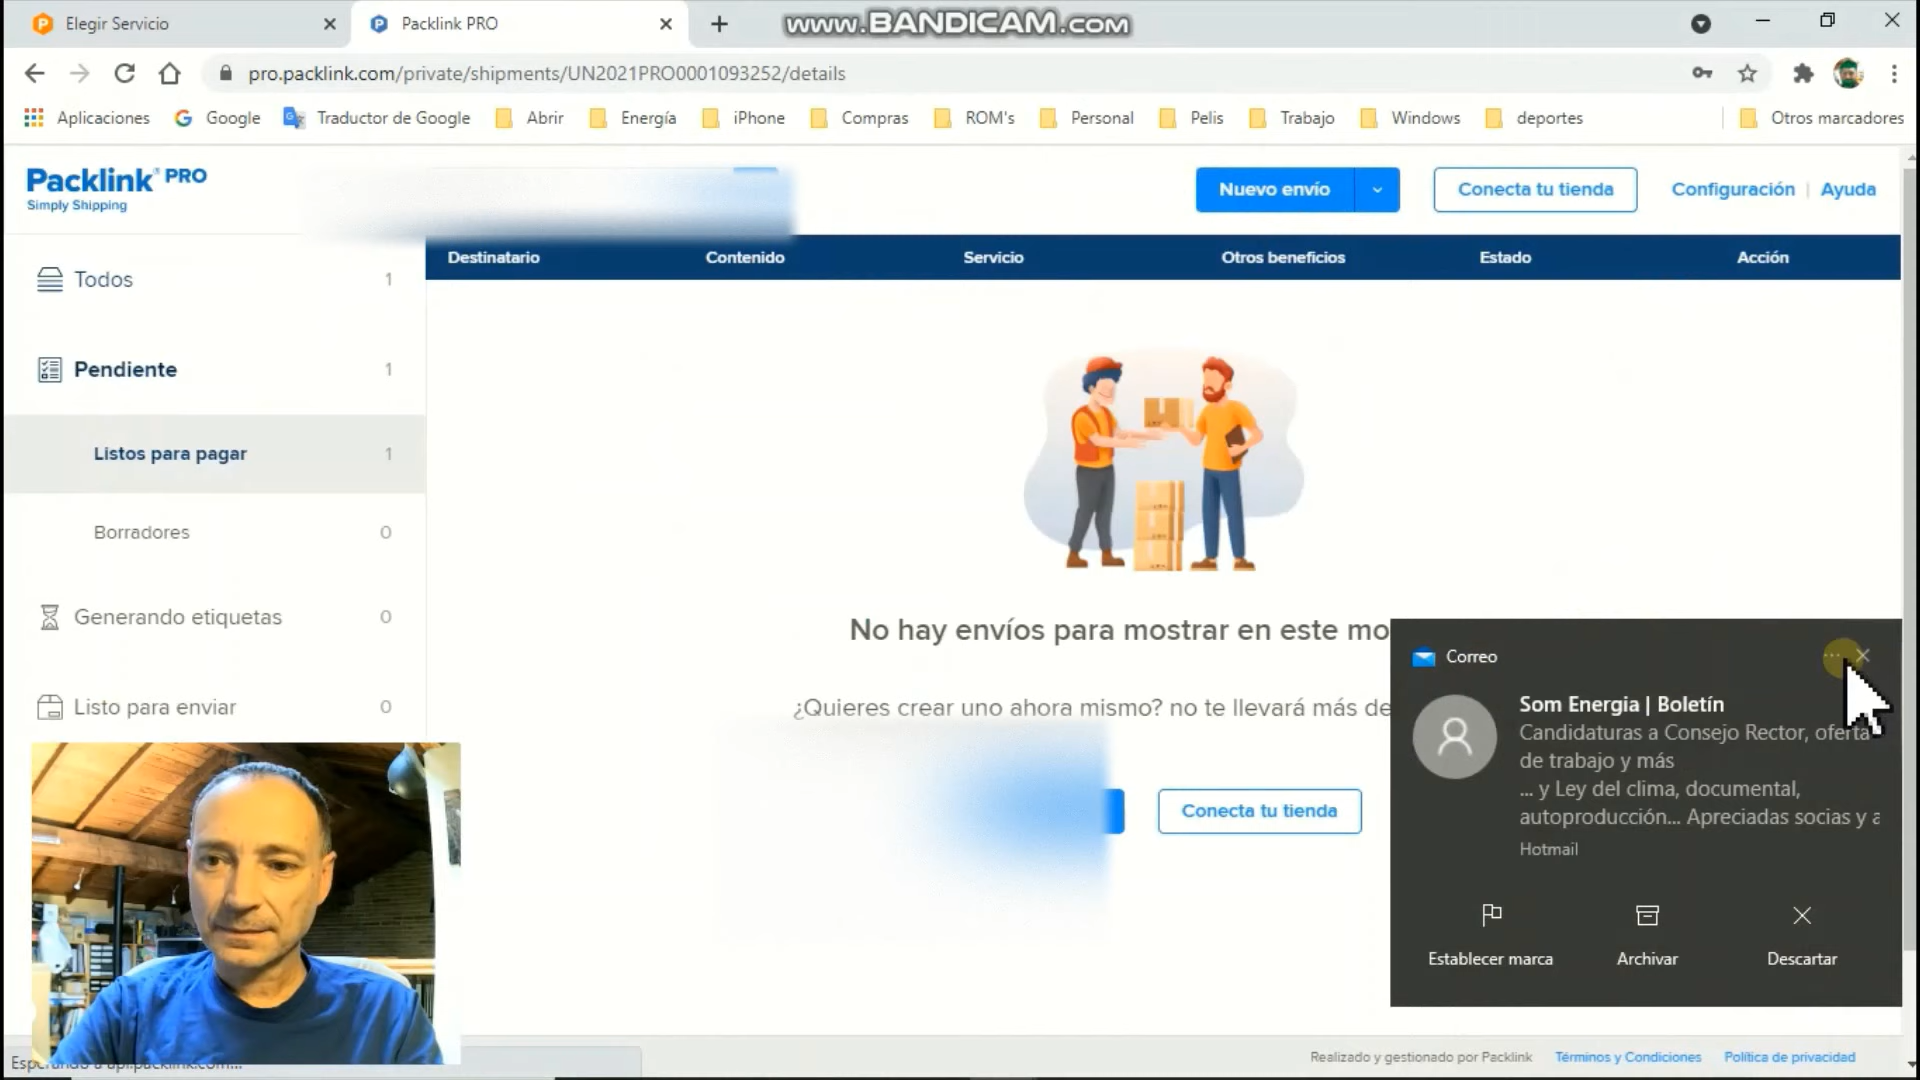 Elegir Servicio
Packlink PRO
www.BANDICAM.com
pro.packlink.com/private/shipments/UN2021PRO0001093252/details
Aplicaciones
Google
Traductor de Google
Abrir
Energía
iPhone
Compras
ROM's
Personal
Pelis
Trabajo
Windows
deportes
Otros marcadores
Packlink PRO
Simply Shipping
Nuevo envío
Conecta tu tienda
Configuración
Ayuda
Destinatario
Contenido
Servicio
Otros beneficios
Estado
Acción
Todos 1
Pendiente 1
Listos para pagar 1
Borradores 0
Generando etiquetas 0
Listo para enviar 0
No hay envíos para mostrar en este mo
¿Quieres crear uno ahora mismo? no te llevará más de
Conecta tu tienda
Correo
Som Energia | Boletín
Candidaturas a Consejo Rector, oferta
de trabajo y más
... y Ley del clima, documental,
autoproducción... Apreciadas socias y a
Hotmail
Establecer marca
Archivar
Descartar
Realizado y gestionado por Packlink
Términos y Condiciones
Política de privacidad